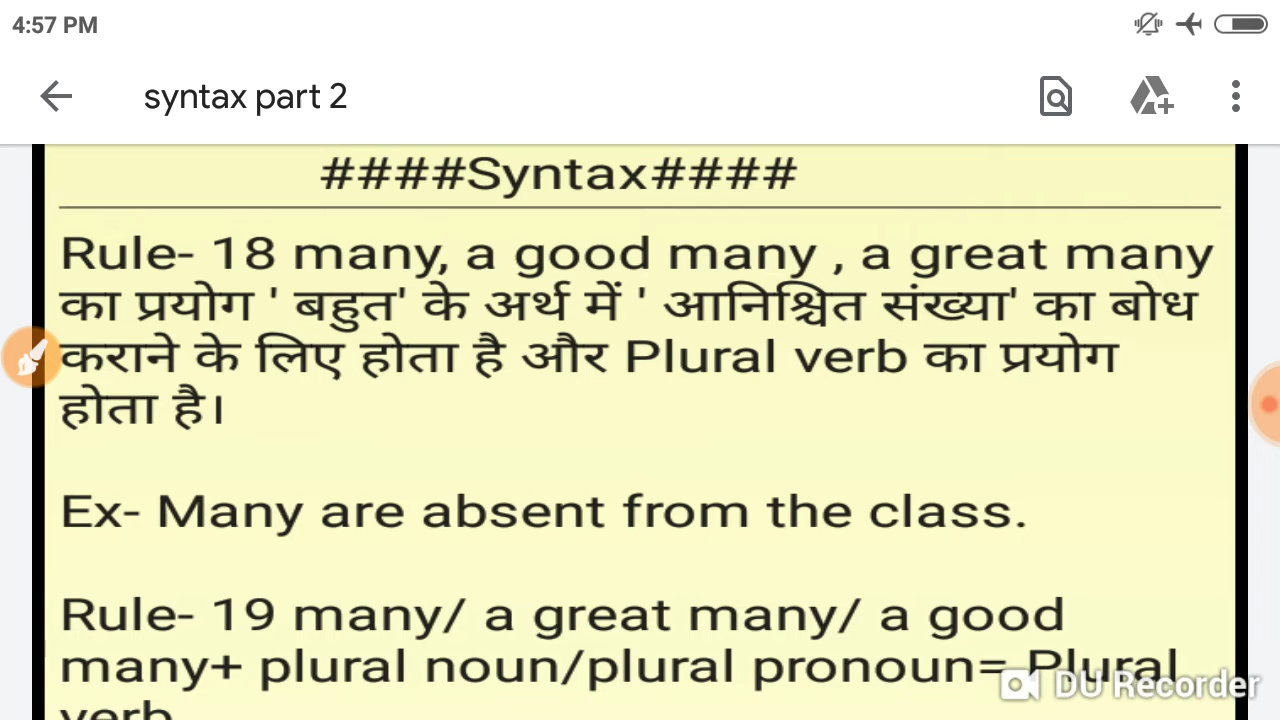 4:57 PM
syntax part 2
####Syntax####
Rule- 18 many, a good many , a great many
का प्रयोग ' बहुत' के अर्थ में ' आनिश्चित संख्या' का बोध
कराने के लिए होता है और Plural verb का प्रयोग
होता है।
Ex- Many are absent from the class.
Rule- 19 many/ a great many/ a good
many+ plural noun/plural pronoun= Plural
verb
DU Recorder